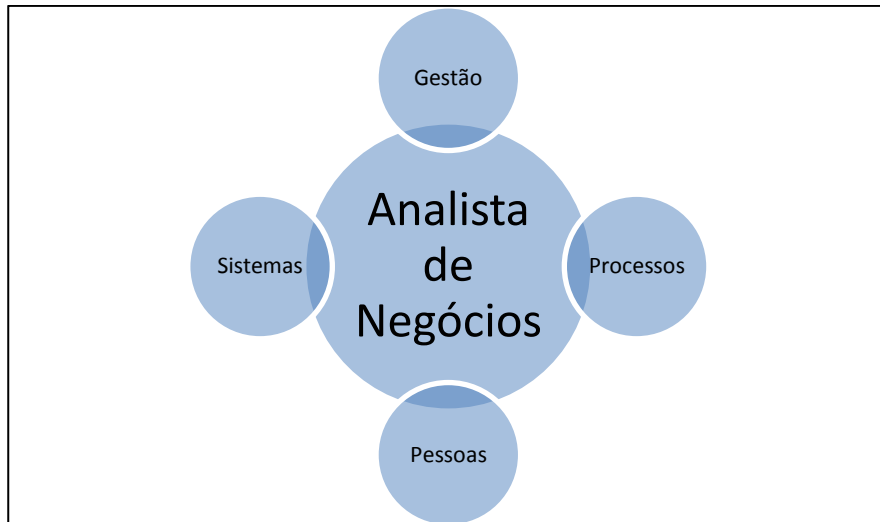 Gestão
Sistemas
Analista
de
Negócios
Processos
Pessoas